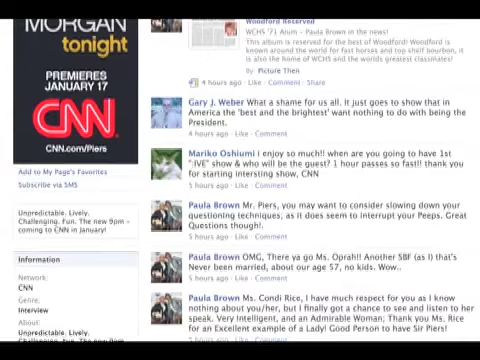 MORGAN
tonight
PREMIERES
JANUARY 17
CNN
CNN.com/Piers
Add to My Page's Favorites
Subscribe via SMS
Unpredictable. Lively.
Challenging. Fun. The new 9pm -
coming to CNN in January!
Information
Network:
CNN
Genre:
Interview
About:
Unpredictable. Lively.
Challenging. Fun. The new 9pm
Woodford Reserved
WCHS '71 Alum - Paula Brown in the news!
This album is reserved for the best of Woodford! Woodford is
known around the world for fast horses and top shelf bourbon, it
is also the home of WCHS and the worlds greatest classmates!
By: Picture Then
4 hours ago · Like · Comment · Share
Gary J. Weber What a shame for us all. It just goes to show that in
America the 'best and the brightest' want nothing to do with being the
President.
4 hours ago · Like · Comment
Mariko Oshiumi i enjoy so much!! when are you going to have 1st
":IVE" show & who will be the guest? 1 hour passes so fast!! thank you
for starting intersting show, CNN
5 hours ago · Like · Comment
Paula Brown Mr. Piers, you may want to consider slowing down your
questioning techniques; as it does seem to interrupt your Peeps. Great
Questions though!.
5 hours ago · Like · Comment
Paula Brown OMG, There ya go Ms. Oprah!! Another SBF (as I) that's
Never been married, about our age 57, no kids. Wow..
5 hours ago · Like · Comment
Paula Brown Ms. Condi Rice, I have much respect for you as I know
nothing about you/her, but I finally got a chance to see and listen to her
speak. Very Intelligent, and an Admirable Woman; Thank you Ms. Rice
for an Excellent example of a Lady! Good Person to have Sir Piers!